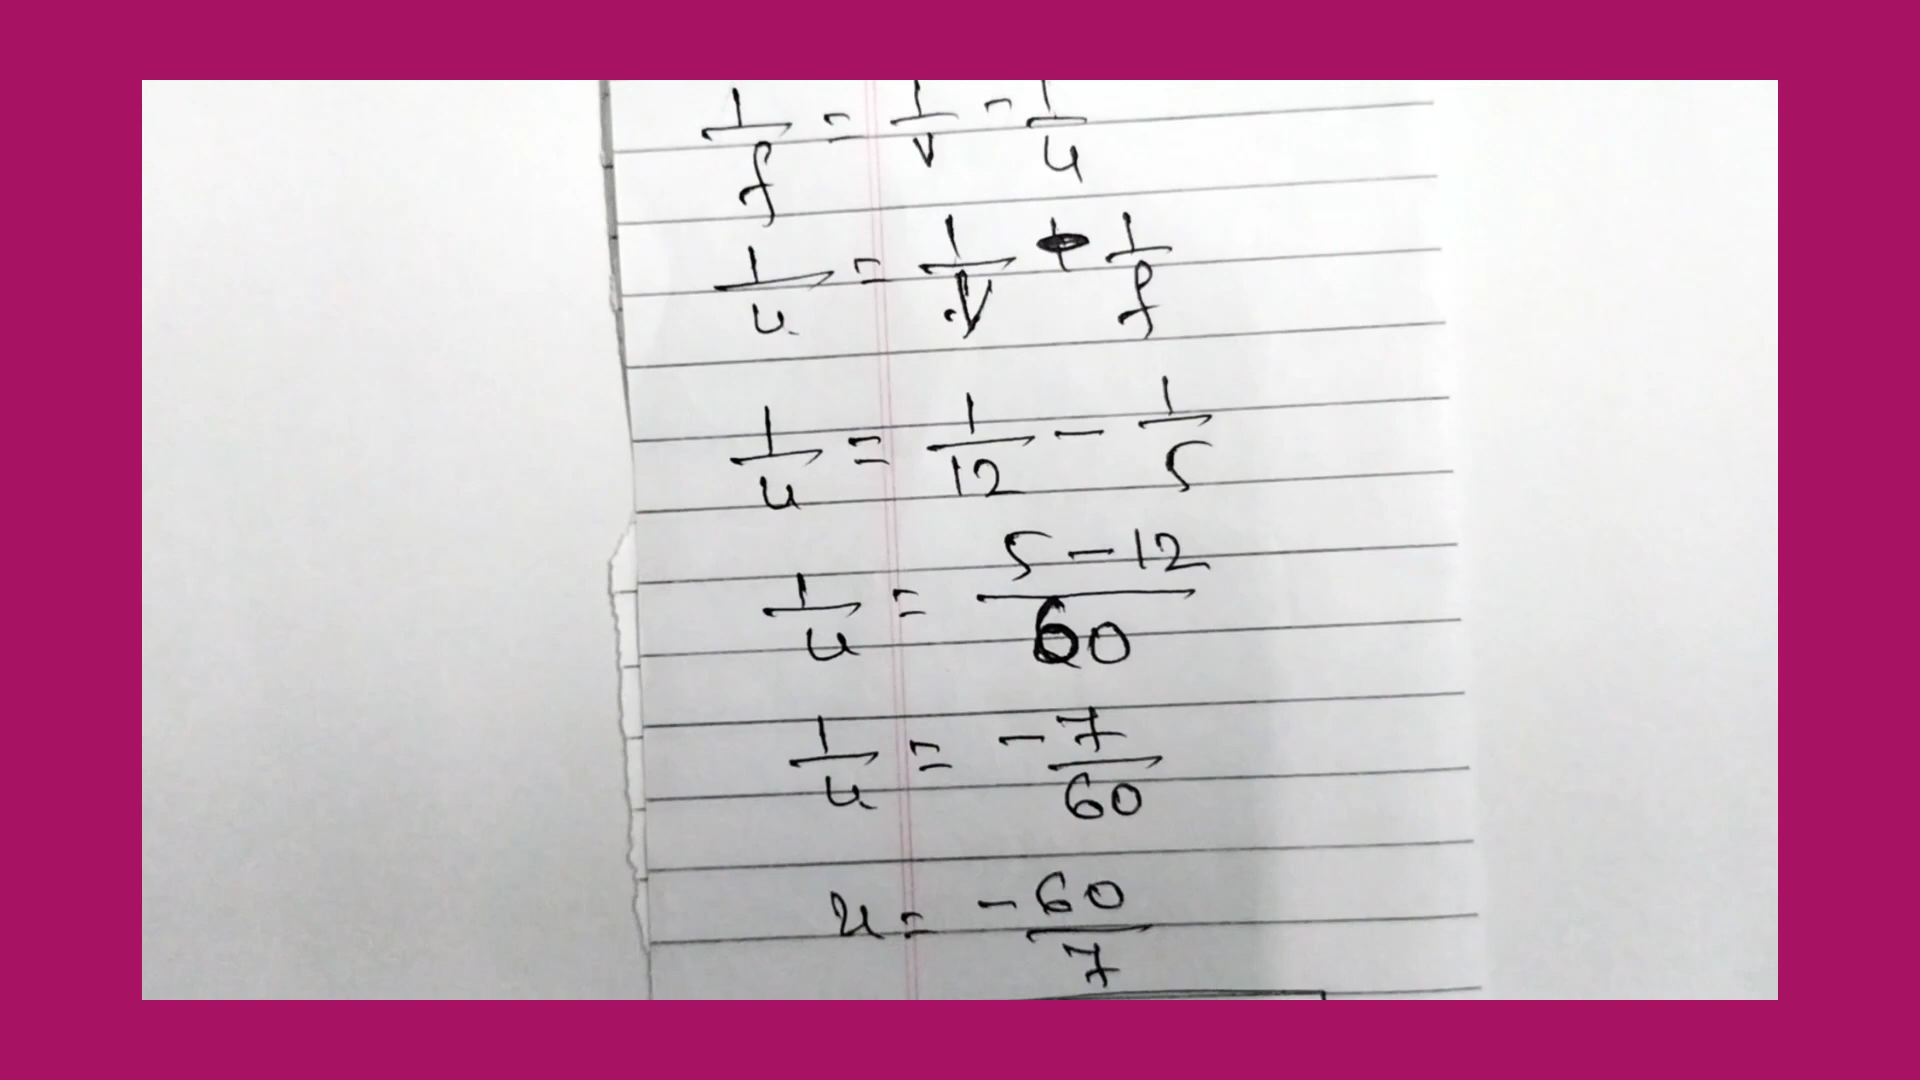 1/f = 1/v - 1/u
1/u = 1/v + 1/f
1/u = 1/12 - 1/5
1/u = 5-12/60
1/u = -7/60
u = -60/7